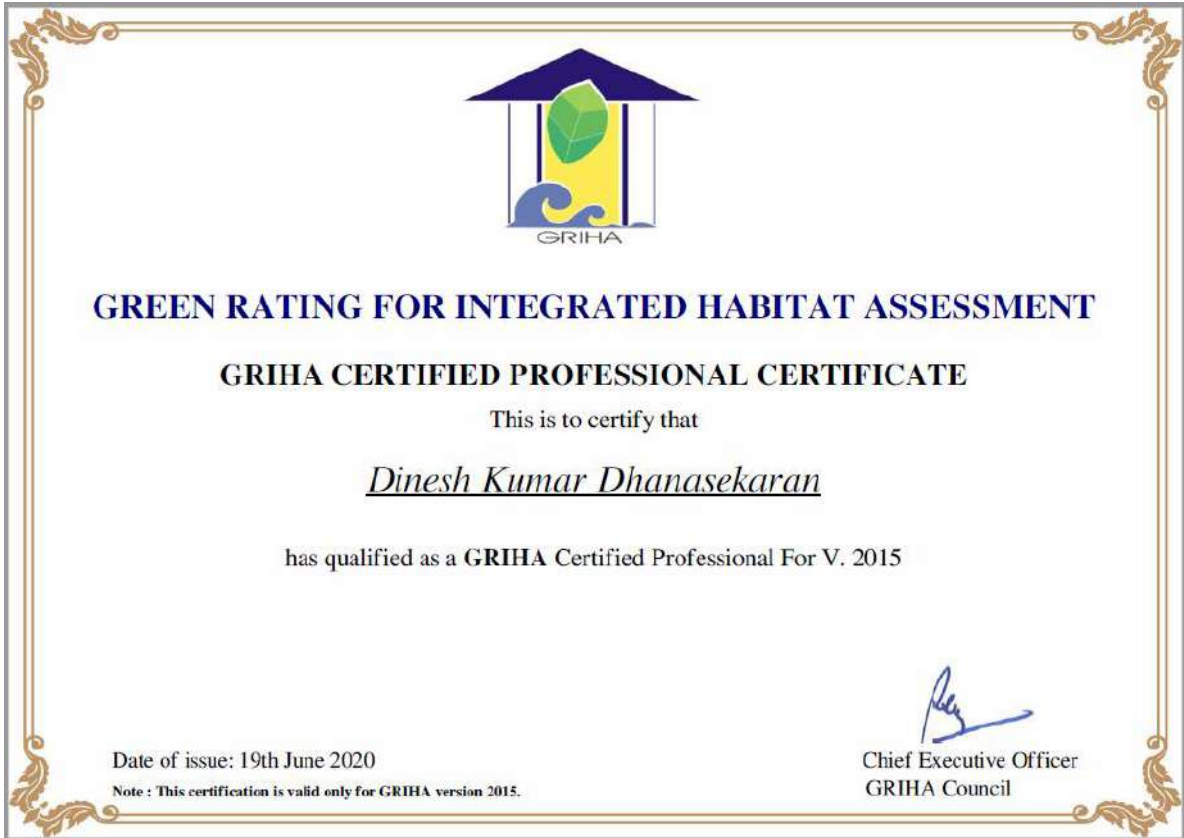 GRIHA
GREEN RATING FOR INTEGRATED HABITAT ASSESSMENT
GRIHA CERTIFIED PROFESSIONAL CERTIFICATE
This is to certify that
Dinesh Kumar Dhanasekaran
has qualified as a GRIHA Certified Professional For V. 2015
Date of issue: 19th June 2020
Note : This certification is valid only for GRIHA version 2015.
Chief Executive Officer
GRIHA Council